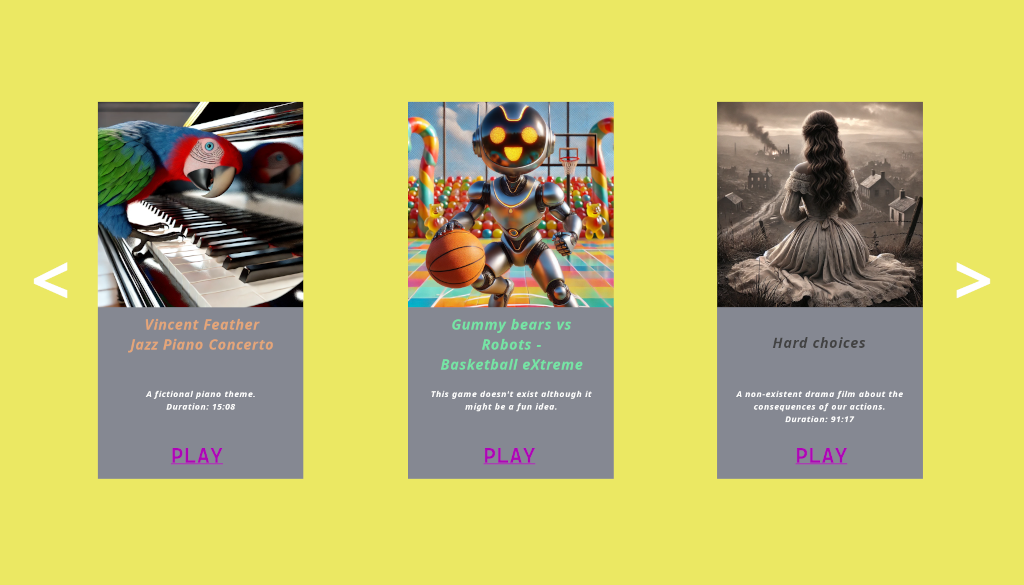 <
Vincent Feather
Jazz Piano Concerto
A fictional piano theme.
Duration: 15:08
PLAY
Gummy bears vs
Robots -
Basketball eXtreme
This game doesn't exist although it
might be a fun idea.
PLAY
Hard choices
A non-existent drama film about the
consequences of our actions.
Duration: 91:17
PLAY
>